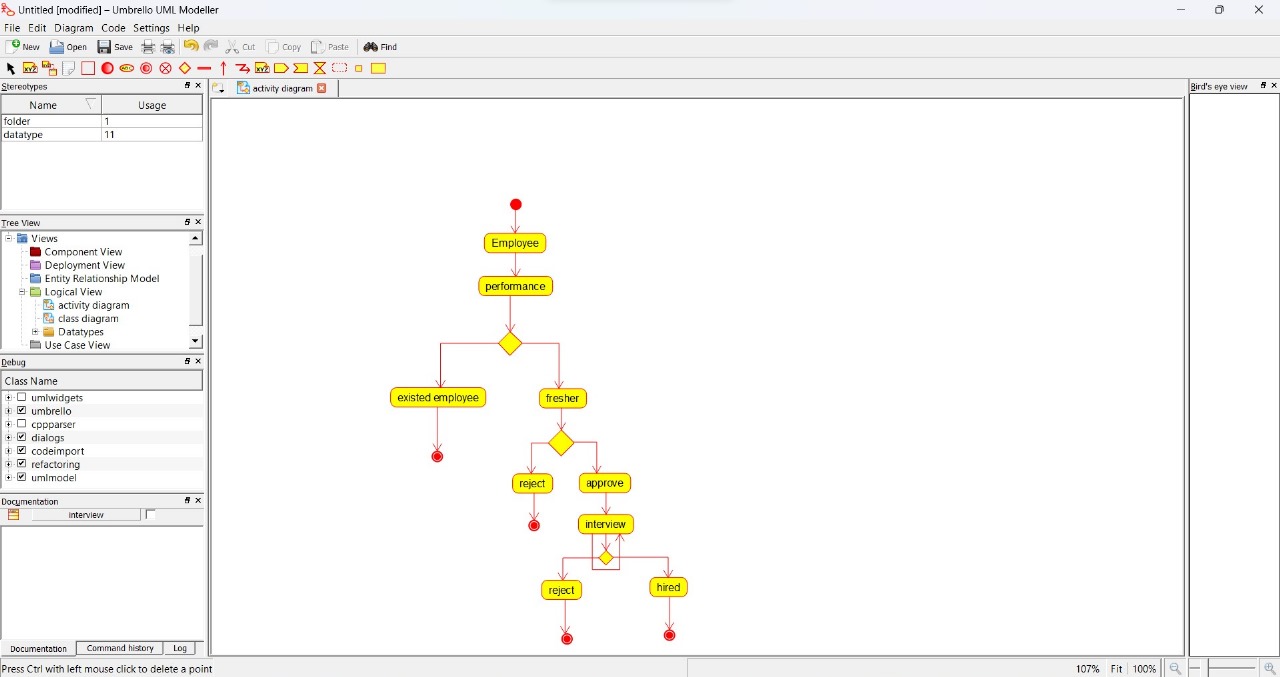 Untitled [modified] – Umbrello UML Modeller
File Edit Diagram Code Settings Help
New Open Save Cut Copy Paste Find
Stereotypes
Name Usage
folder 1
datatype 11
Tree View
Views
Component View
Deployment View
Entity Relationship Model
Logical View
activity diagram
class diagram
Datatypes
Use Case View
Debug
Class Name
umlwidgets
umbrello
cppparser
dialogs
codeimport
refactoring
umlmodel
Documentation
interview
Documentation Command history Log
Press Ctrl with left mouse click to delete a point
activity diagram
Employee
performance
existed employee
fresher
reject
approve
interview
reject
hired
Bird's eye view
107% Fit 100%